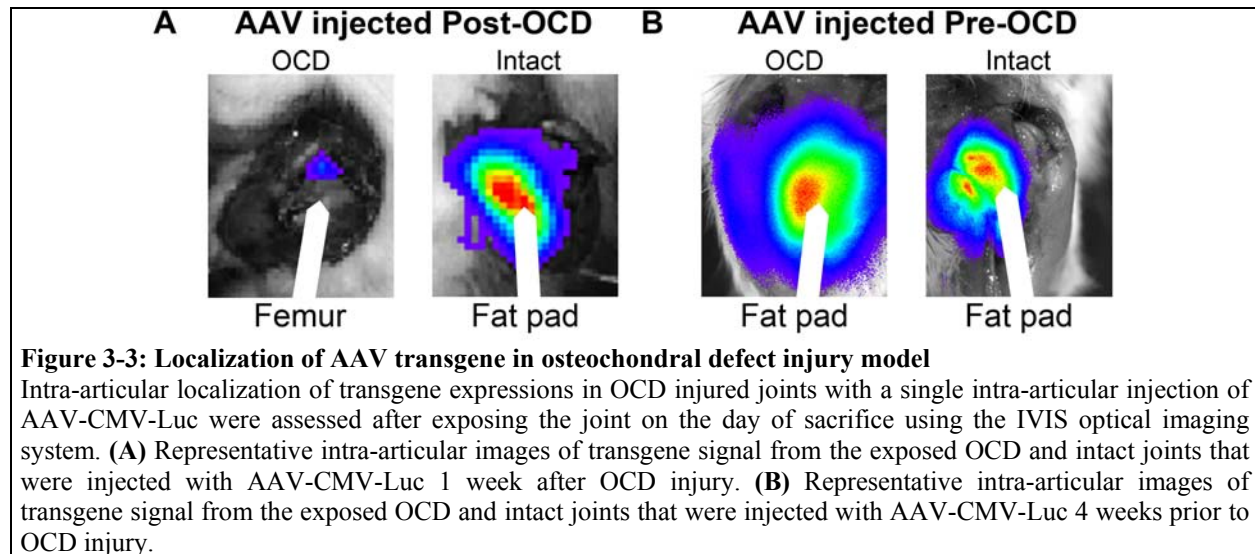 A AAV injected Post-OCD B AAV injected Pre-OCD
OCD Intact OCD Intact
Femur Fat pad Fat pad Fat pad
Figure 3-3: Localization of AAV transgene in osteochondral defect injury model
Intra-articular localization of transgene expressions in OCD injured joints with a single intra-articular injection of
AAV-CMV-Luc were assessed after exposing the joint on the day of sacrifice using the IVIS optical imaging
system. (A) Representative intra-articular images of transgene signal from the exposed OCD and intact joints that
were injected with AAV-CMV-Luc 1 week after OCD injury. (B) Representative intra-articular images of
transgene signal from the exposed OCD and intact joints that were injected with AAV-CMV-Luc 4 weeks prior to
OCD injury.